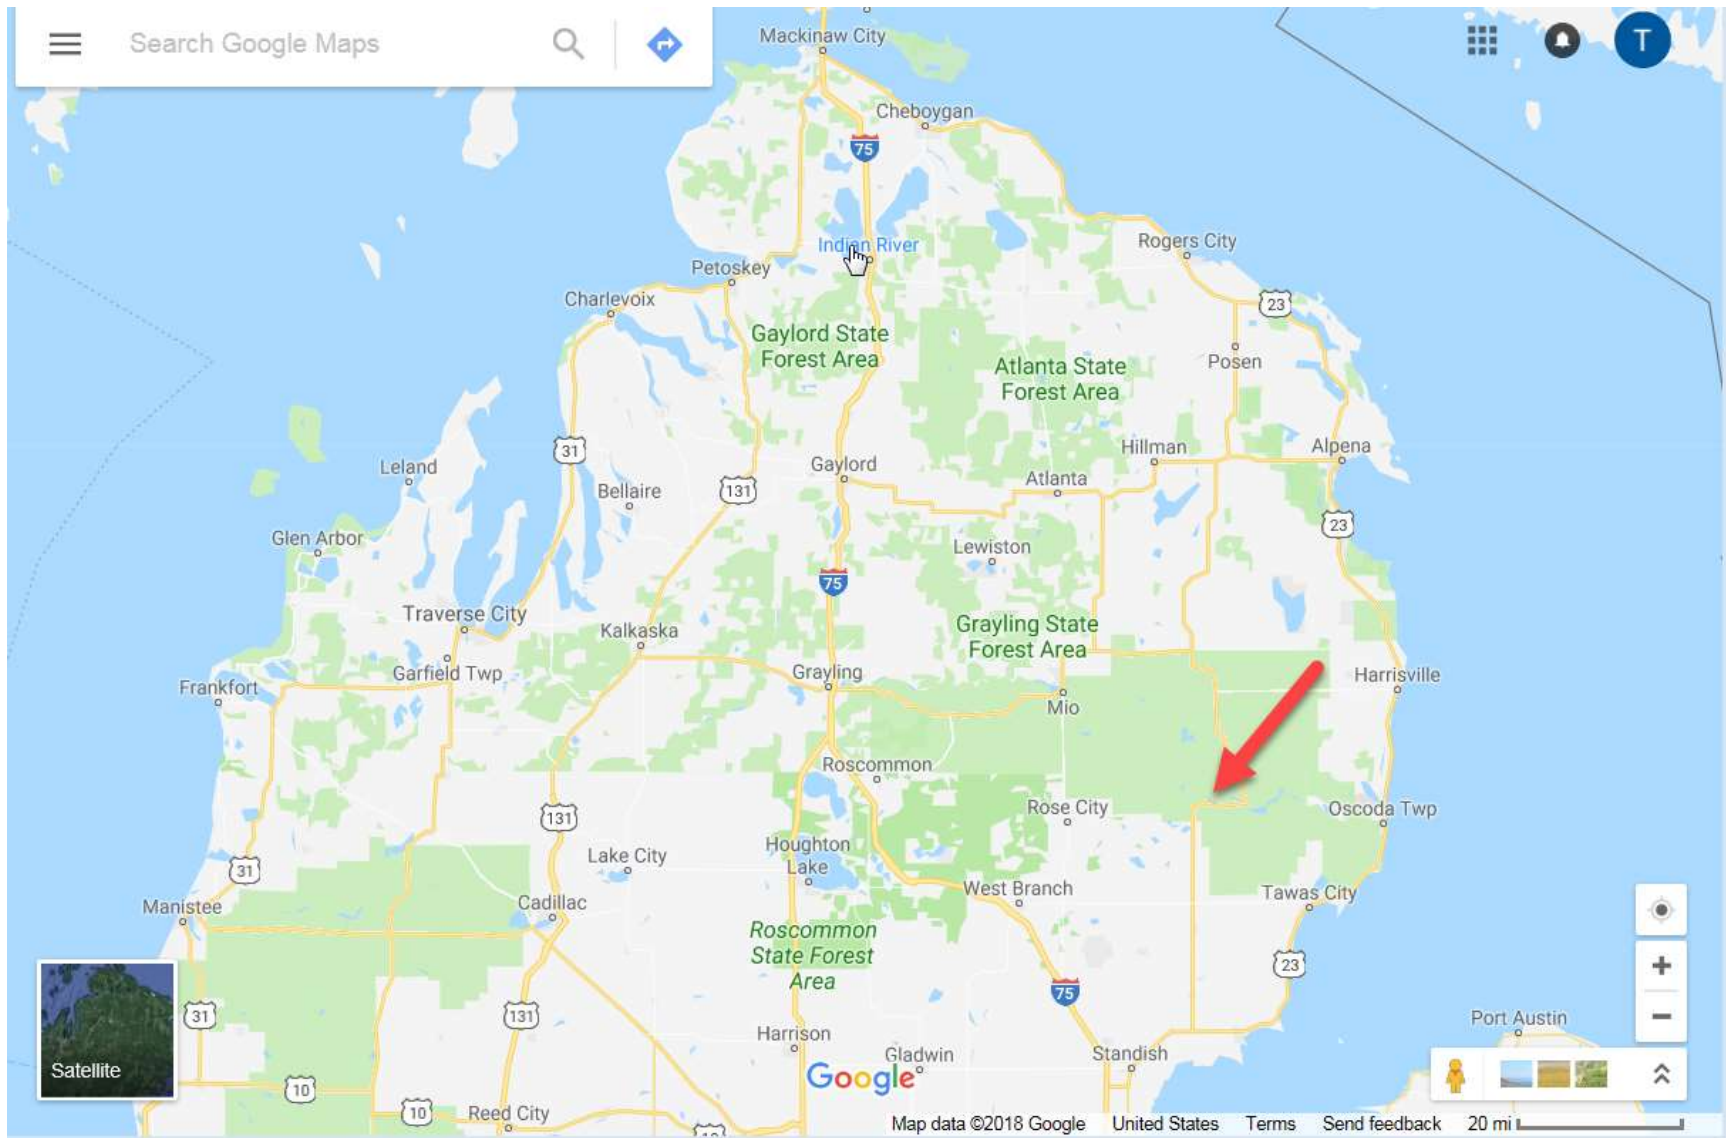 Search Google Maps
T
Mackinaw City
Cheboygan
75
Indian River
Rogers City
Petoskey
Charlevoix
23
Gaylord State
Forest Area
Posen
Atlanta State
Forest Area
31
Hillman
Alpena
Leland
Gaylord
Atlanta
Bellaire
131
23
Glen Arbor
Lewiston
75
Traverse City
Kalkaska
Grayling State
Forest Area
Garfield Twp
Grayling
Harrisville
Frankfort
Mio
Roscommon
Rose City
Oscoda Twp
131
Houghton
Lake
Lake City
31
West Branch
Tawas City
Manistee
Cadillac
Roscommon
State Forest
Area
23
75
31
131
Port Austin
Harrison
Gladwin
Standish
Satellite
Google
10
10
Reed City
10
Map data ©2018 Google United States Terms Send feedback 20 mi